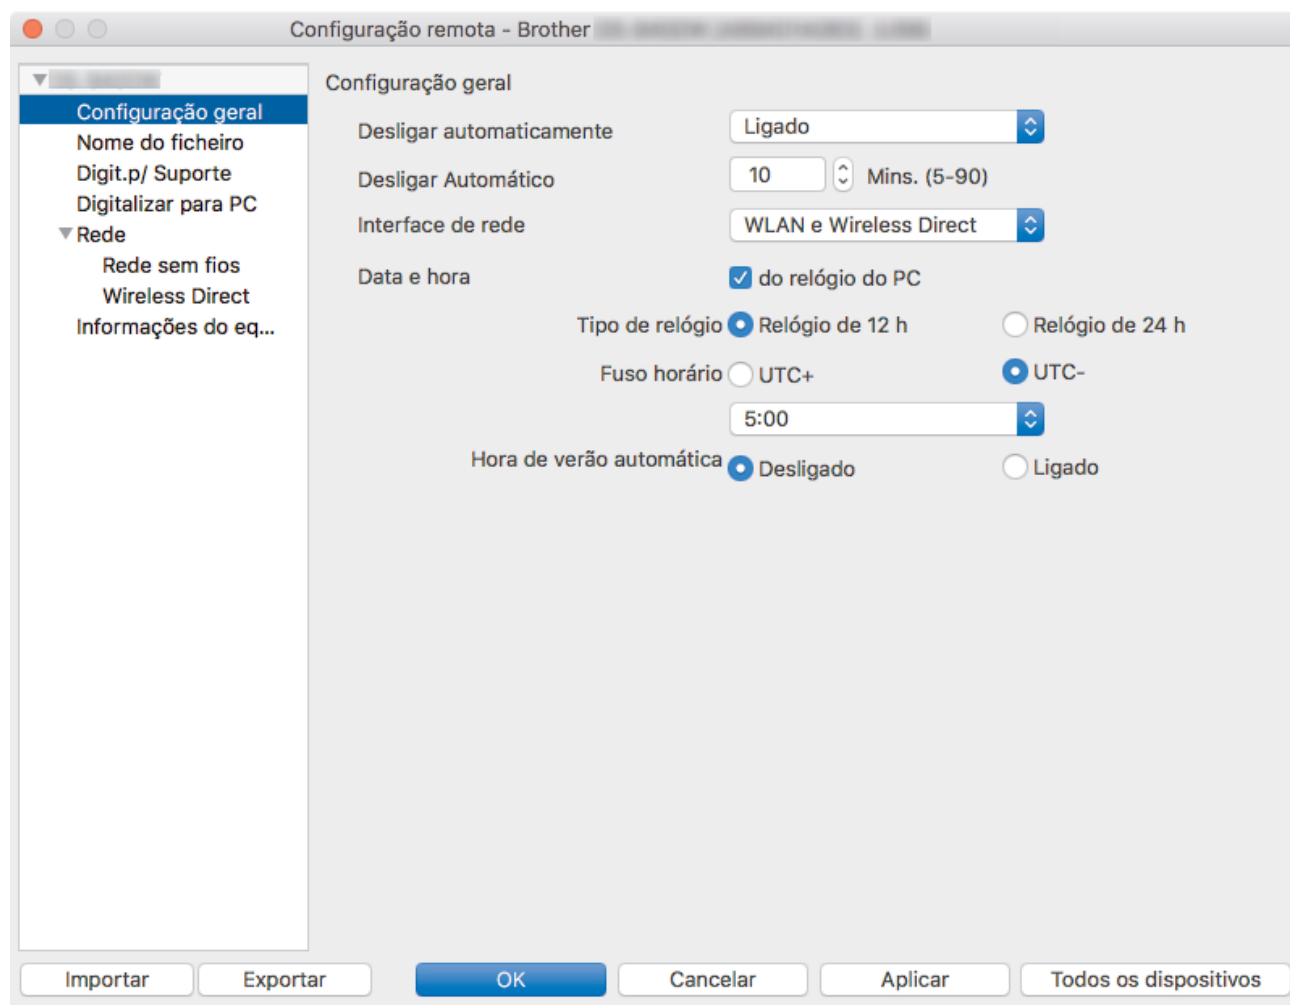 Configuração remota - Brother
Configuração geral
Nome do ficheiro
Digit.p/ Suporte
Digitalizar para PC
Rede
Rede sem fios
Wireless Direct
Informações do eq...
Configuração geral
Desligar automaticamente Ligado
Desligar Automático 10 Mins. (5-90)
Interface de rede WLAN e Wireless Direct
Data e hora do relógio do PC
Tipo de relógio Relógio de 12 h Relógio de 24 h
Fuso horário UTC+ UTC-
5:00
Hora de verão automática Desligado Ligado
Importar Exportar OK Cancelar Aplicar Todos os dispositivos